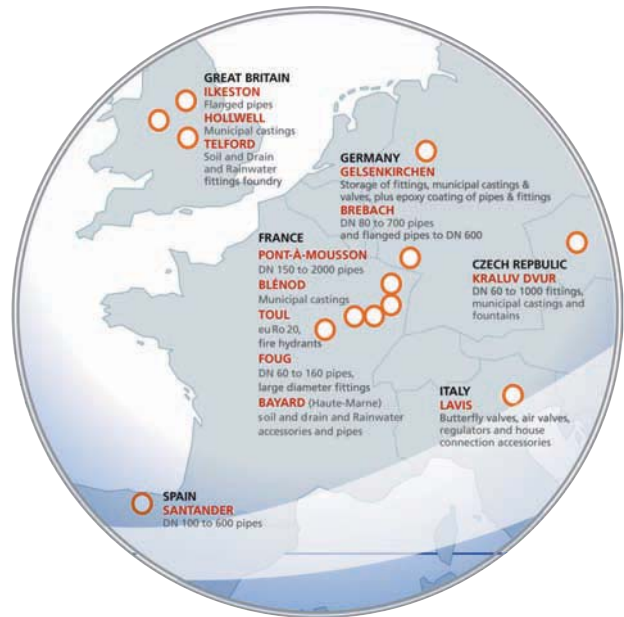 GREAT BRITAIN
ILKESTON
Flanged pipes
HOLLWELL
Municipal castings
TELFORD
Soil and Drain
and Rainwater
fittings foundry
GERMANY
GELSENKIRCHEN
Storage of fittings, municipal castings &
valves, plus epoxy coating of pipes & fittings
BREBACH
DN 80 to 700 pipes
and flanged pipes to DN 600
FRANCE
PONT-À-MOUSSON
DN 150 to 2000 pipes
BLÉNOD
Municipal castings
TOUL
euRo 20,
fire hydrants
FOUG
DN 60 to 160 pipes,
large diameter fittings
BAYARD (Haute-Marne)
soil and drain and Rainwater
accessories and pipes
CZECH REPBULIC
KRALUV DVUR
DN 60 to 1000 fittings,
municipal castings and
fountains
ITALY
LAVIS
Butterfly valves, air valves,
regulators and house
connection accessories
SPAIN
SANTANDER
DN 100 to 600 pipes